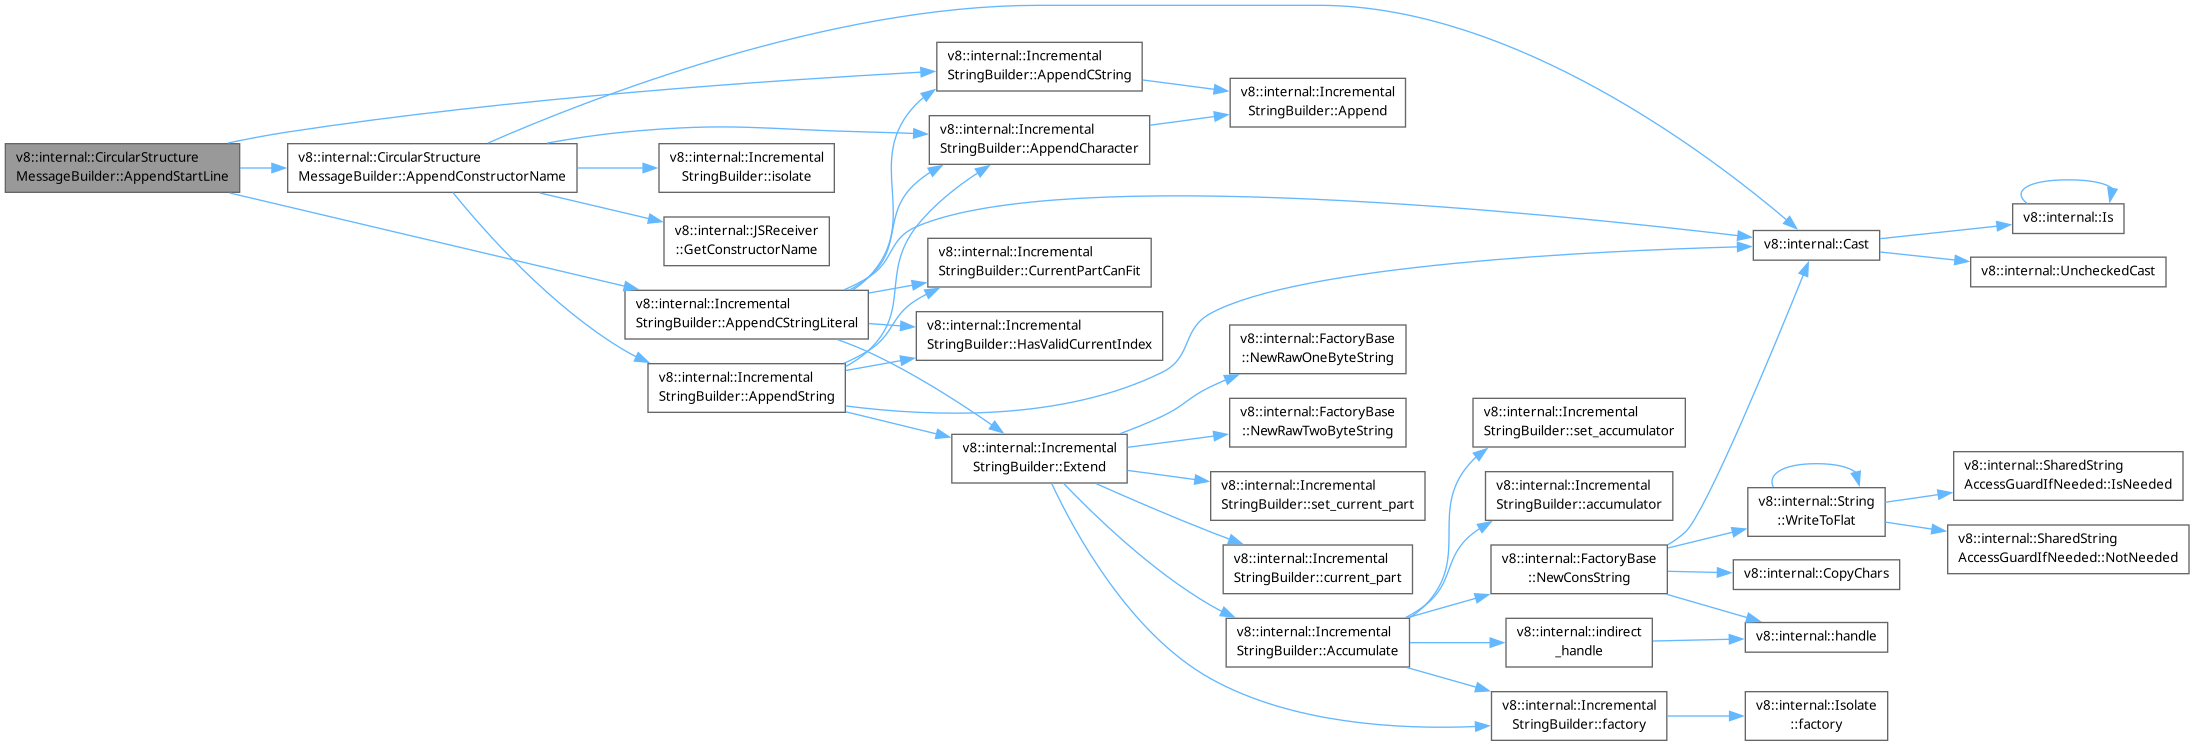 v8::internal::CircularStructure
MessageBuilder::AppendStartLine
v8::internal::CircularStructure
MessageBuilder::AppendConstructorName
v8::internal::Incremental
StringBuilder::AppendCString
v8::internal::Incremental
StringBuilder::Append
v8::internal::Incremental
StringBuilder::AppendCharacter
v8::internal::Incremental
StringBuilder::isolate
v8::internal::JSReceiver
::GetConstructorName
v8::internal::Incremental
StringBuilder::CurrentPartCanFit
v8::internal::Incremental
StringBuilder::AppendCStringLiteral
v8::internal::Incremental
StringBuilder::HasValidCurrentIndex
v8::internal::Incremental
StringBuilder::AppendString
v8::internal::Cast
v8::internal::Is
v8::internal::UncheckedCast
v8::internal::FactoryBase
::NewRawOneByteString
v8::internal::FactoryBase
::NewRawTwoByteString
v8::internal::Incremental
StringBuilder::Extend
v8::internal::Incremental
StringBuilder::set_current_part
v8::internal::Incremental
StringBuilder::current_part
v8::internal::Incremental
StringBuilder::Accumulate
v8::internal::Incremental
StringBuilder::set_accumulator
v8::internal::Incremental
StringBuilder::accumulator
v8::internal::FactoryBase
::NewConsString
v8::internal::indirect
_handle
v8::internal::Incremental
StringBuilder::factory
v8::internal::String
::WriteToFlat
v8::internal::SharedString
AccessGuardIfNeeded::IsNeeded
v8::internal::SharedString
AccessGuardIfNeeded::NotNeeded
v8::internal::CopyChars
v8::internal::handle
v8::internal::Isolate
::factory